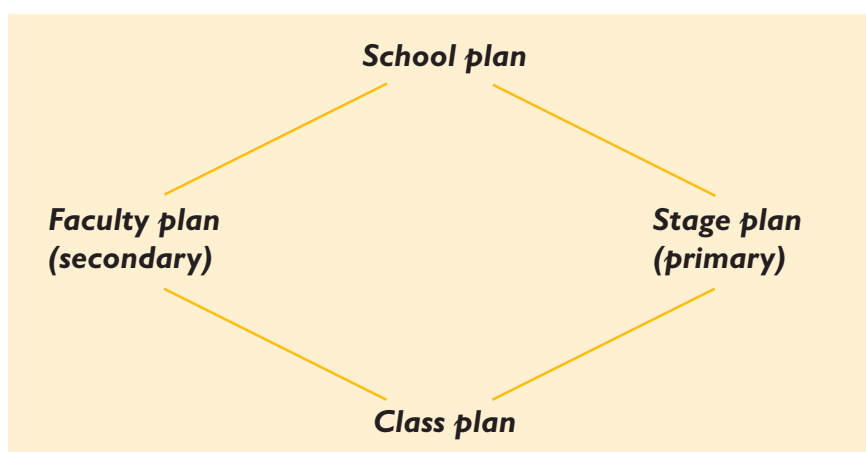 School plan
Faculty plan
(secondary)
Stage plan
(primary)
Class plan